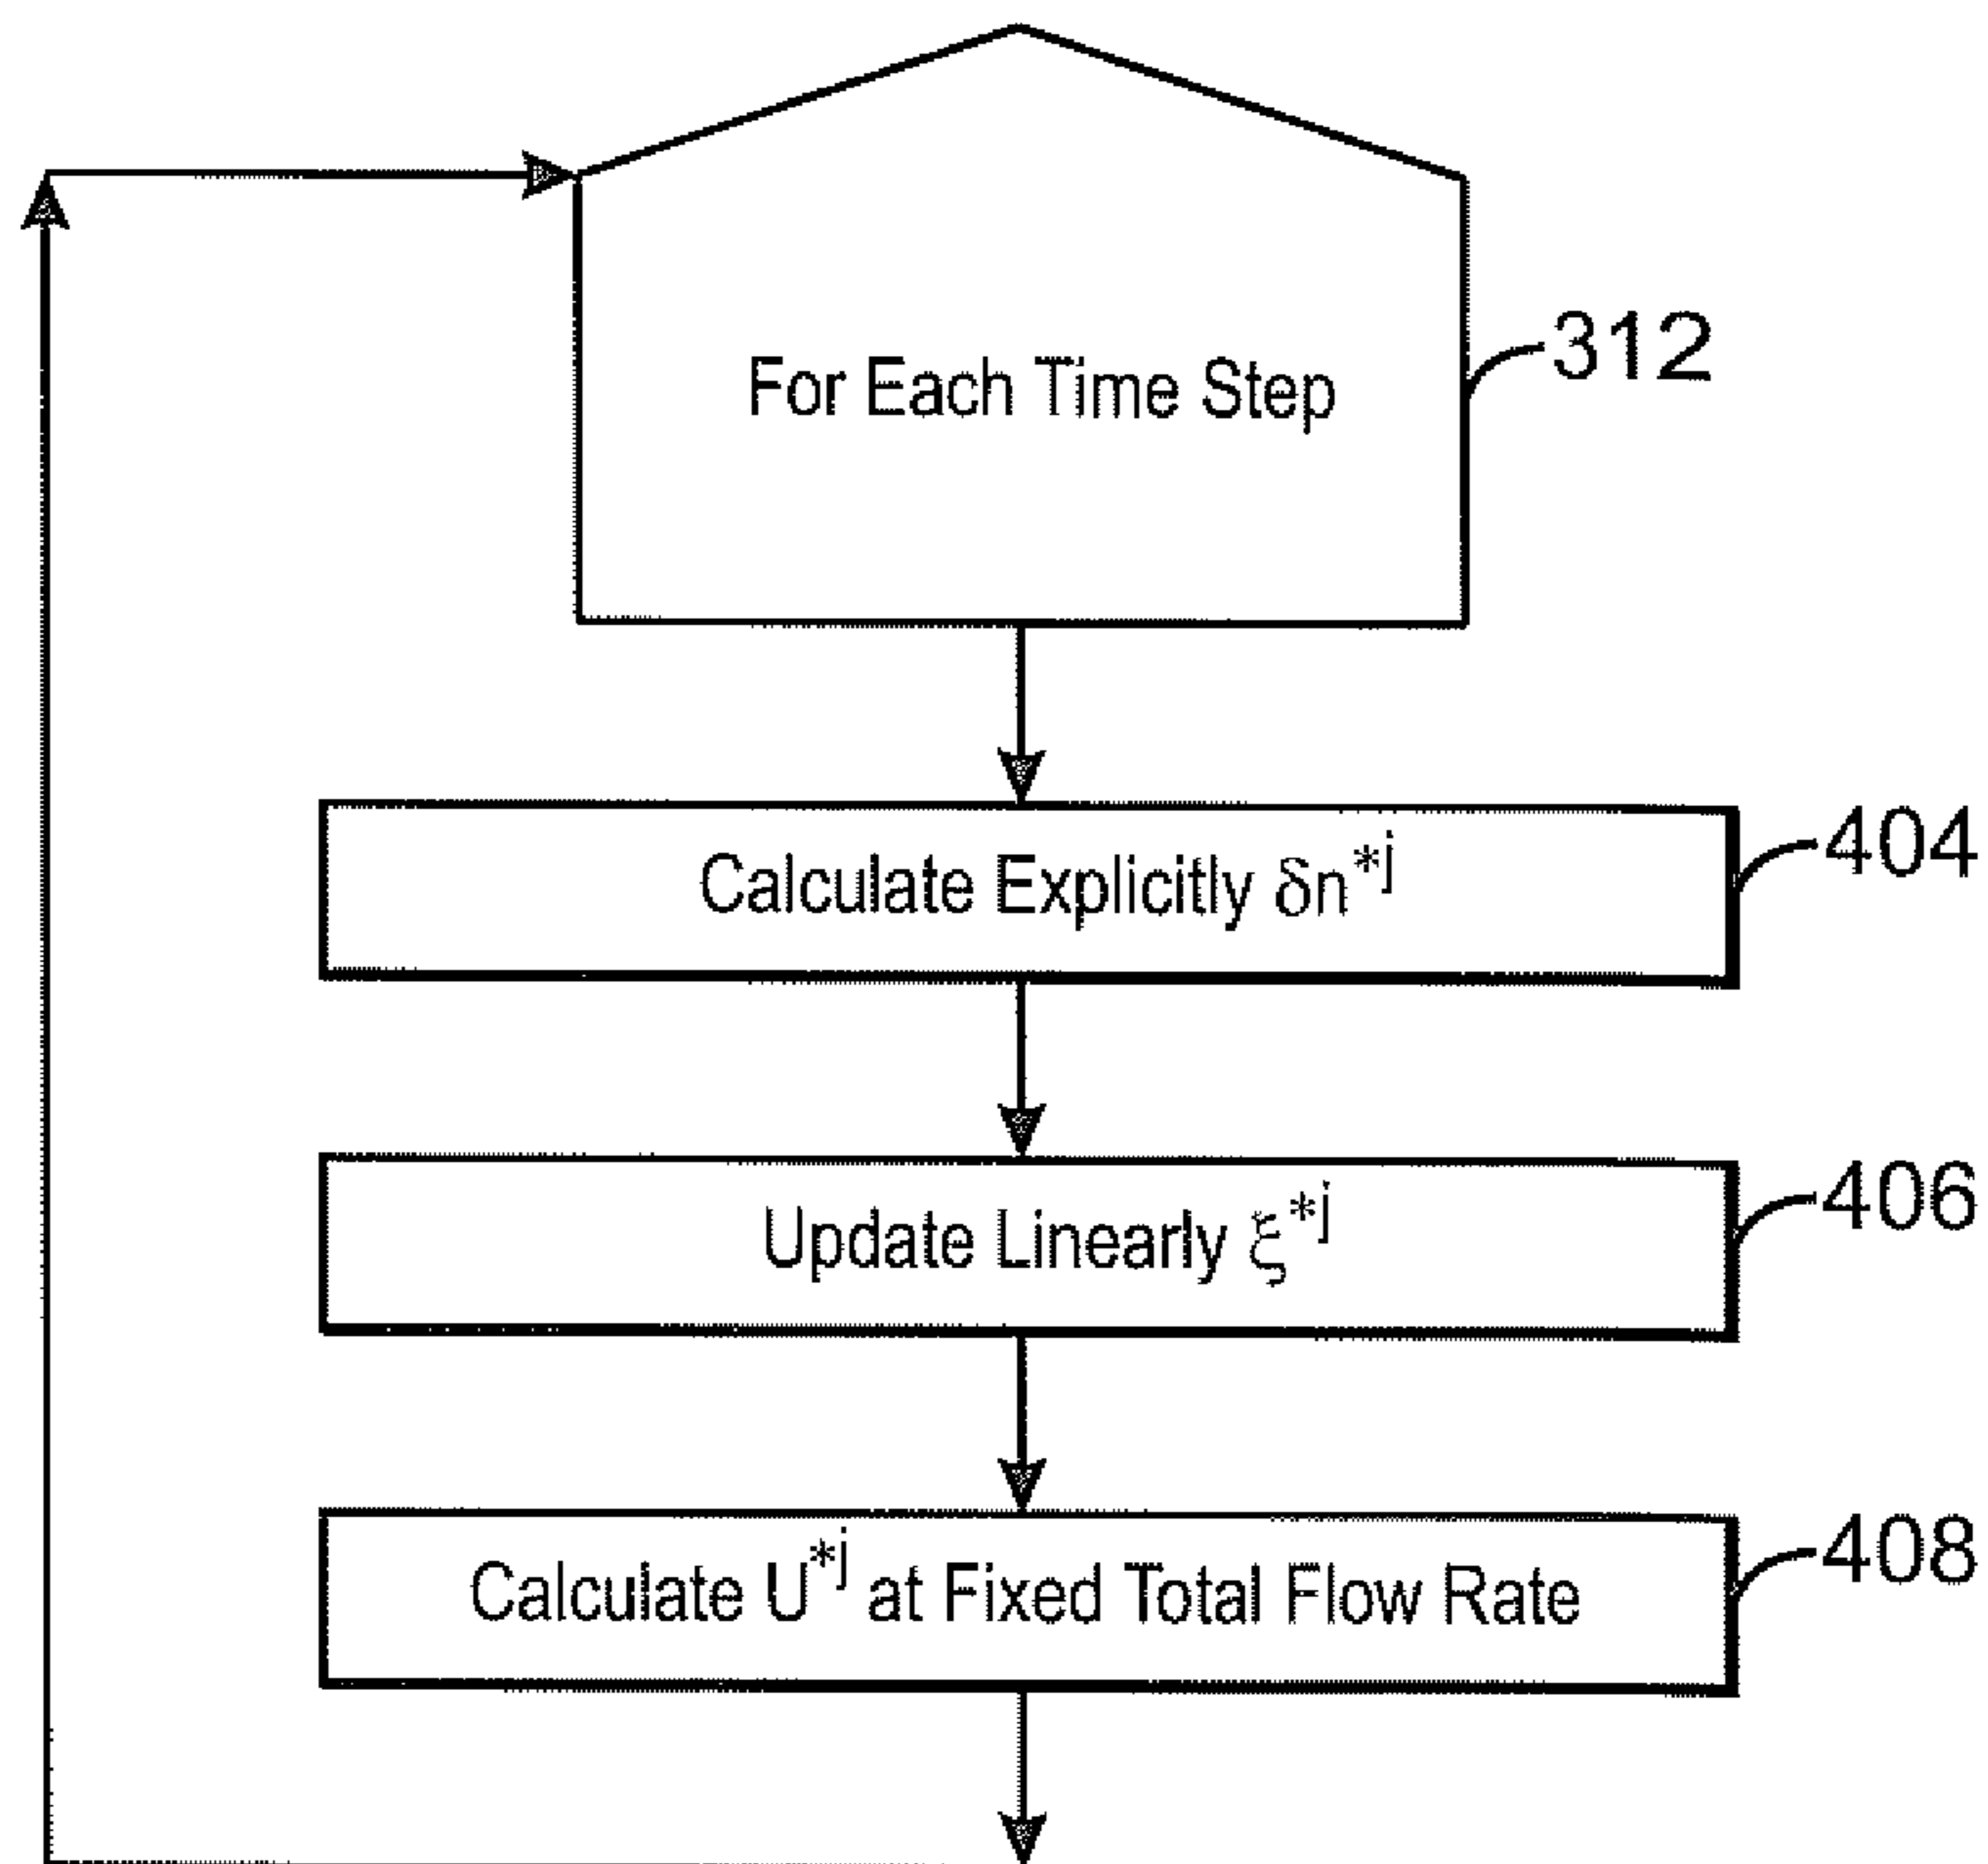 For Each Time Step
312
Calculate Explicitly δn*j
404
Update Linearly ξ*j
406
Calculate U*j at Fixed Total Flow Rate
408